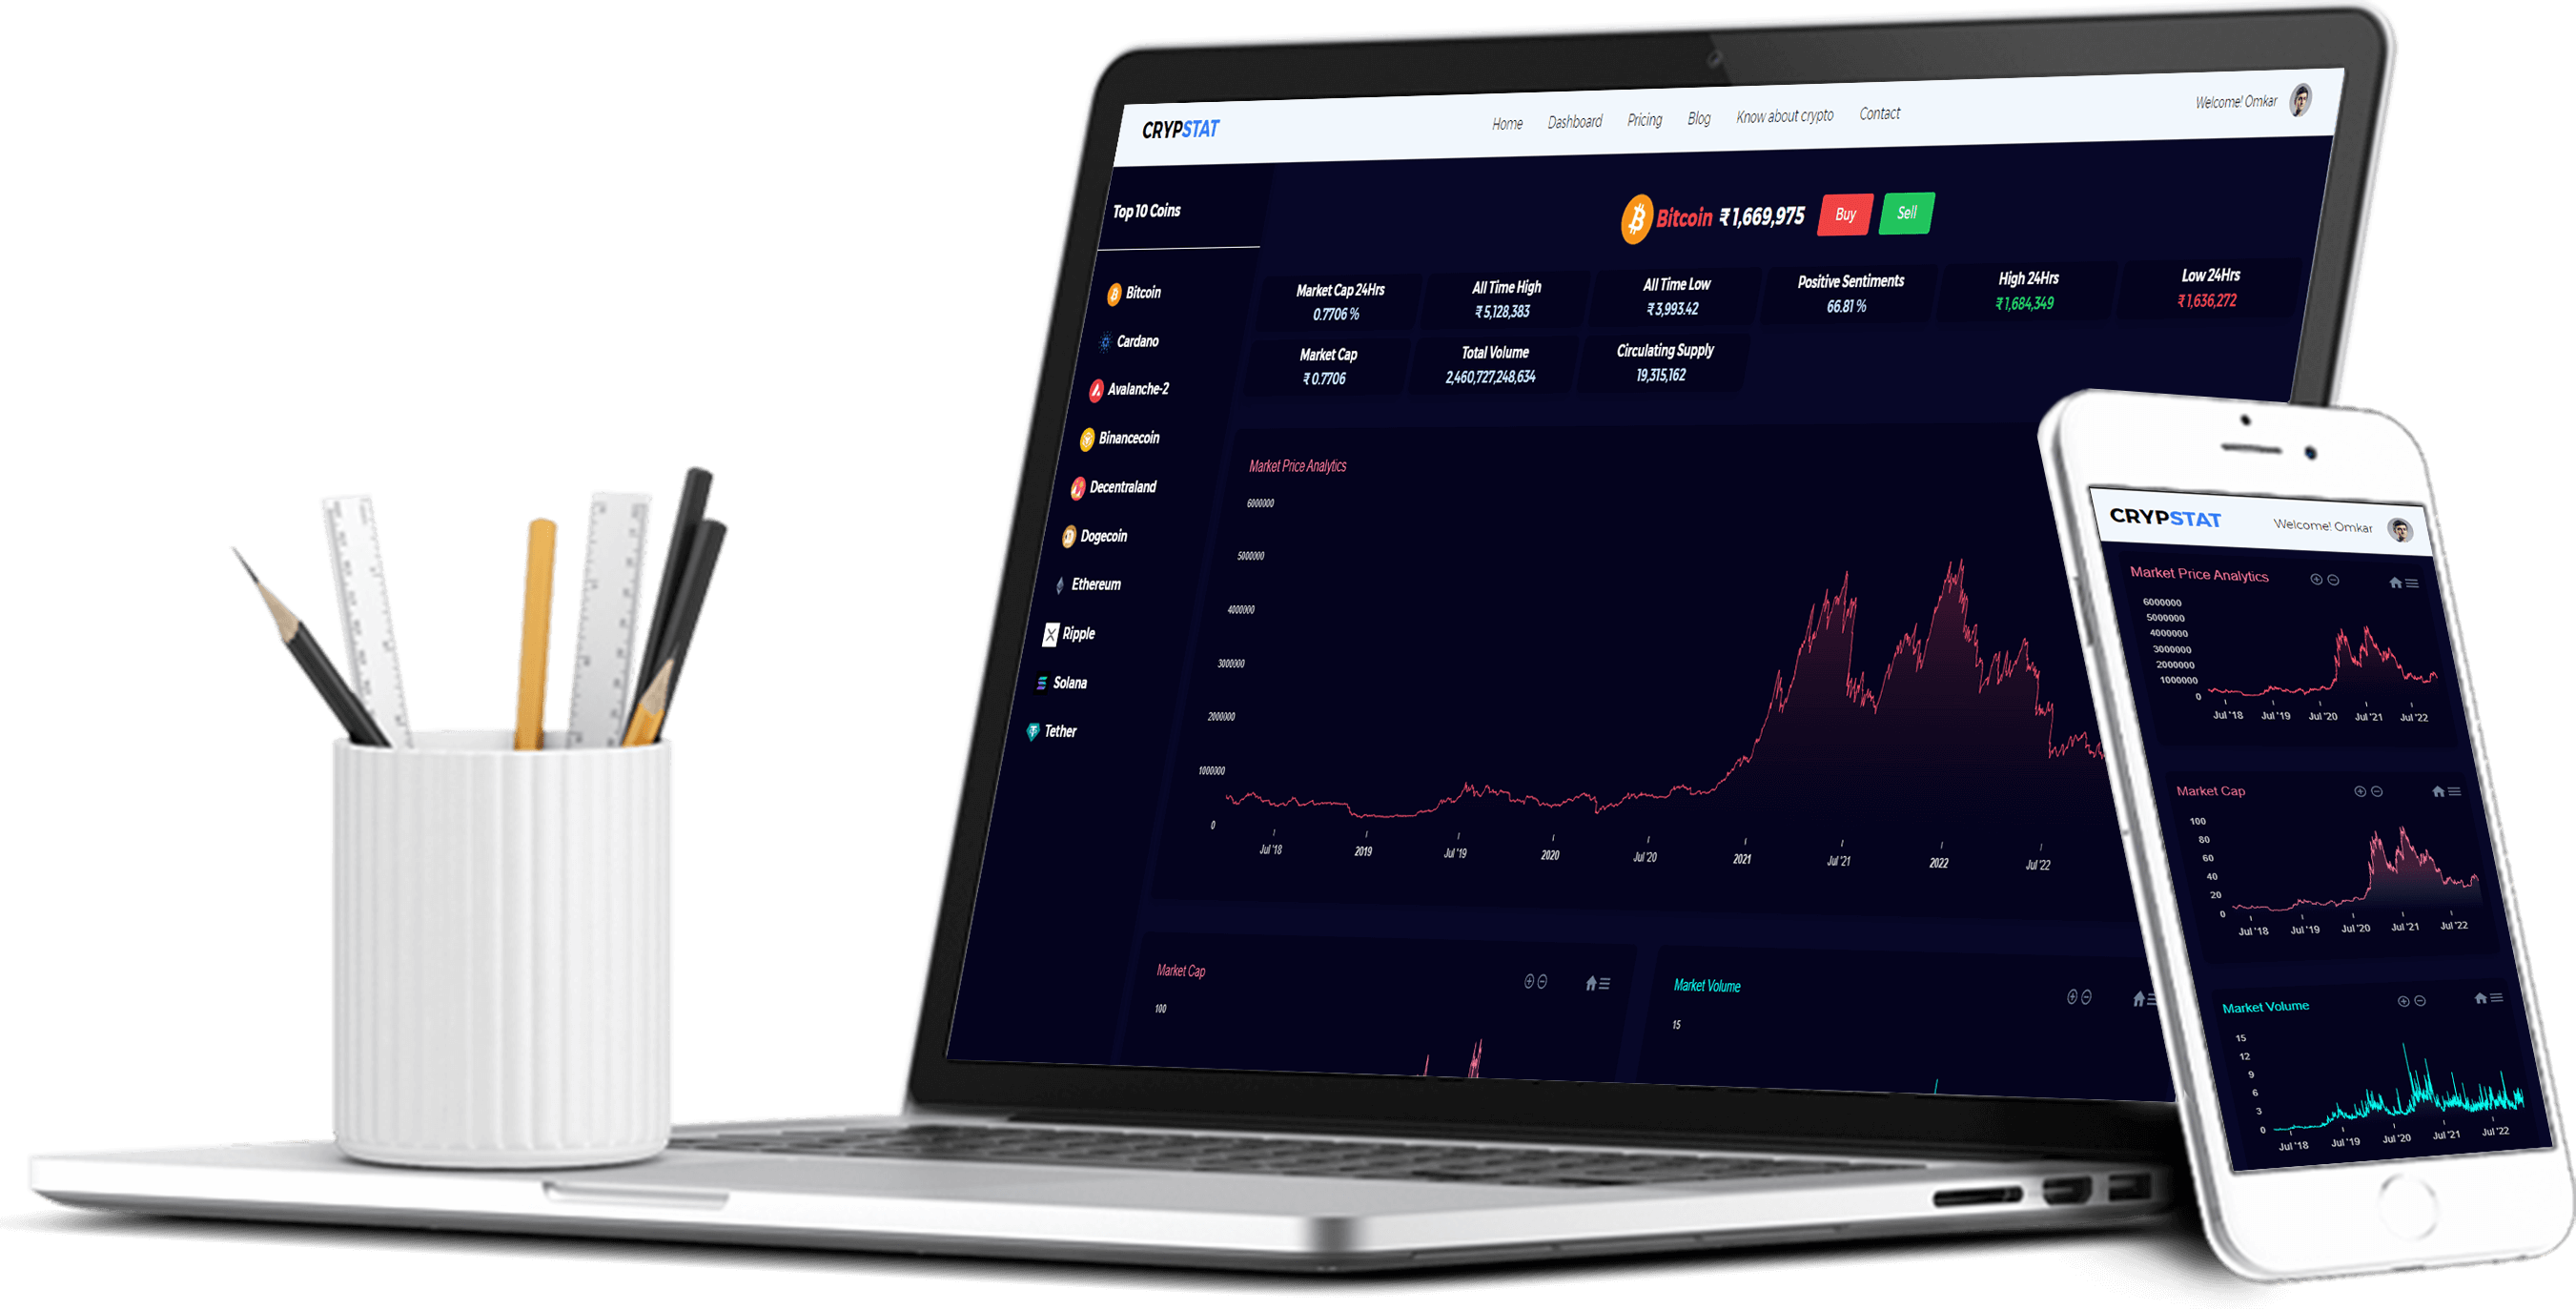 CRYPSTAT
Home Dashboard Pricing Blog Know about crypto Contact
Welcome! Omkar
Top 10 Coins
Bitcoin
Cardano
Avalanche-2
Binancecoin
Decentraland
Dogecoin
Ethereum
Ripple
Solana
Tether
Bitcoin ₹ 1,669,975 Buy Sell
Market Cap 24Hrs
0.7706 %
All Time High
₹ 5,128,383
All Time Low
₹ 3,993.42
Positive Sentiments
66.81 %
High 24Hrs
₹ 1,684,349
Low 24Hrs
₹ 1,636,272
Market Cap
₹ 0.7706
Total Volume
2,460,727,248,634
Circulating Supply
19,315,162
Market Price Analytics
6000000
5000000
4000000
3000000
2000000
1000000
0
Jul '18 2019 Jul '19 2020 Jul '20 2021 Jul '21 2022 Jul '22
Market Cap
100
Market Volume
15
CRYPSTAT Welcome! Omkar
Market Price Analytics
6000000
5000000
4000000
3000000
2000000
1000000
0
Jul '18 Jul '19 Jul '20 Jul '21 Jul '22
Market Cap
100
80
60
40
20
0
Jul '18 Jul '19 Jul '20 Jul '21 Jul '22
Market Volume
15
12
9
6
3
0
Jul '18 Jul '19 Jul '20 Jul '21 Jul '22